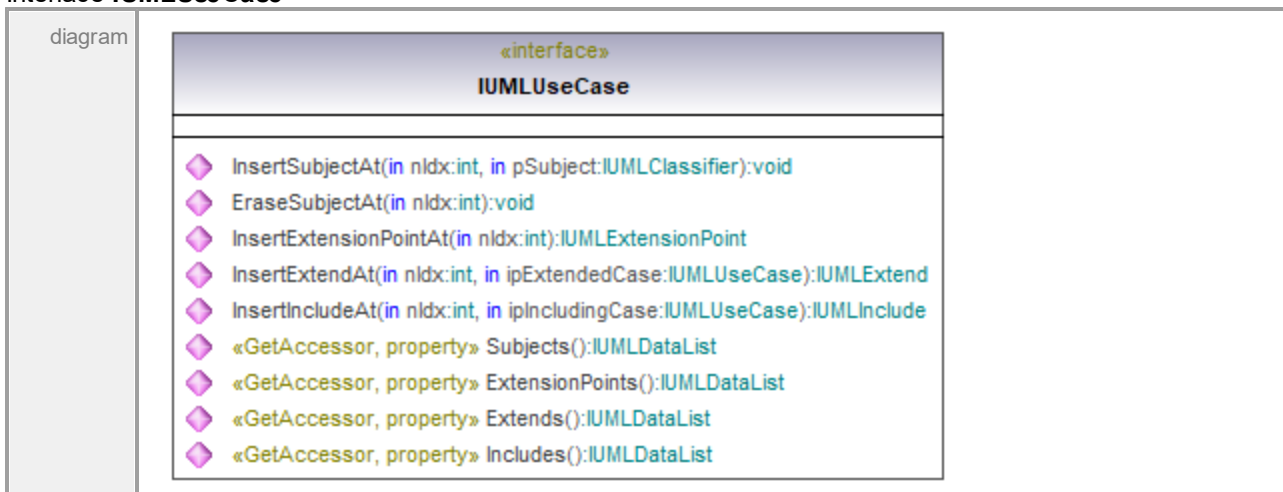 interface IUMLUseCase
diagram
«interface»
IUMLUseCase
InsertSubjectAt(in nIdx:int, in pSubject:IUMLClassifier):void
EraseSubjectAt(in nIdx:int):void
InsertExtensionPointAt(in nIdx:int):IUMLExtensionPoint
InsertExtendAt(in nIdx:int, in ipExtendedCase:IUMLUseCase):IUMLExtend
InsertIncludeAt(in nIdx:int, in ipIncludingCase:IUMLUseCase):IUMLInclude
«GetAccessor, property» Subjects():IUMLDataList
«GetAccessor, property» ExtensionPoints():IUMLDataList
«GetAccessor, property» Extends():IUMLDataList
«GetAccessor, property» Includes():IUMLDataList